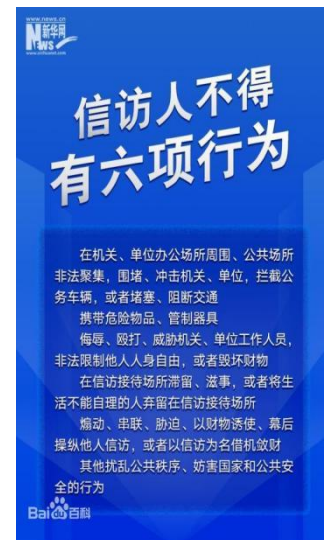 www.news.cn
NEWS 新华网
www.xinhuanet.com
信访人不得
有六项行为
在机关、单位办公场所周围、公共场所
非法聚集，围堵、冲击机关、单位，拦截公
务车辆，或者堵塞、阻断交通
携带危险物品、管制器具
侮辱、殴打、威胁机关、单位工作人员，
非法限制他人人身自由，或者毁坏财物
在信访接待场所滞留、滋事，或者将生
活不能自理的人弃留在信访接待场所
煽动、串联、胁迫、以财物诱使、幕后
操纵他人信访，或者以信访为名借机敛财
其他扰乱公共秩序、妨害国家和公共安
全的行为
Bai百科